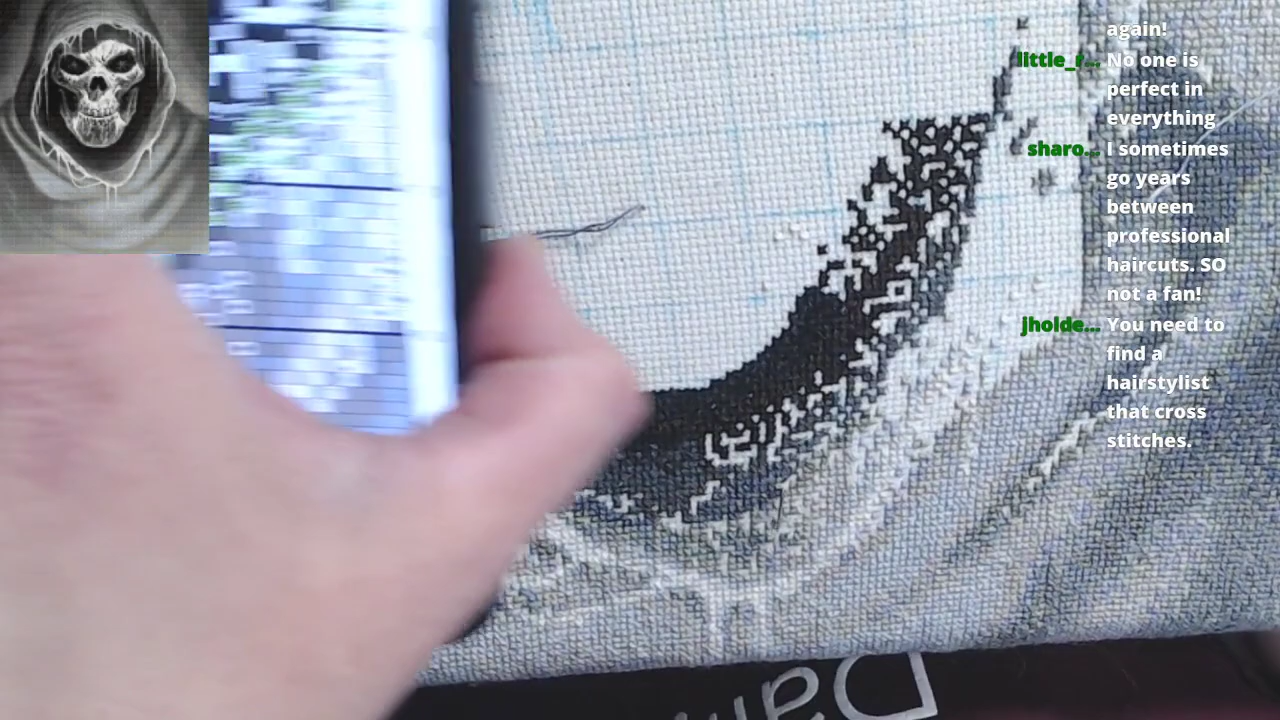 again!
little_r... No one is
perfect in
everything
sharo... I sometimes
go years
between
professional
haircuts. SO
not a fan!
jholde... You need to
find a
hairstylist
that cross
stitches.